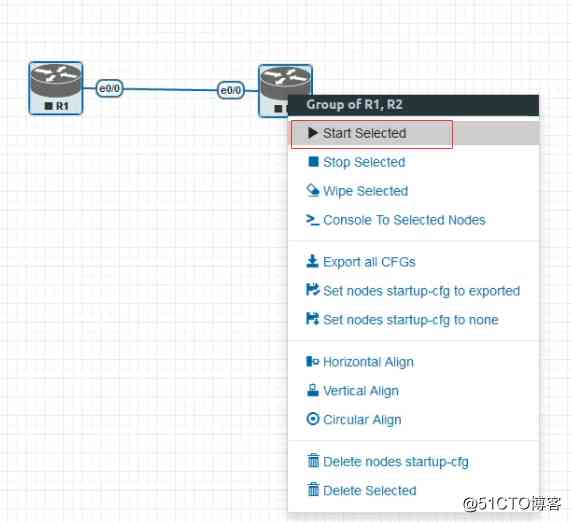 e0/0
e0/0
R1
Group of R1, R2
Start Selected
Stop Selected
Wipe Selected
Console To Selected Nodes
Export all CFGs
Set nodes startup-cfg to exported
Set nodes startup-cfg to none
Horizontal Align
Vertical Align
Circular Align
Delete nodes startup-cfg
Delete Selected
@51CTO博客